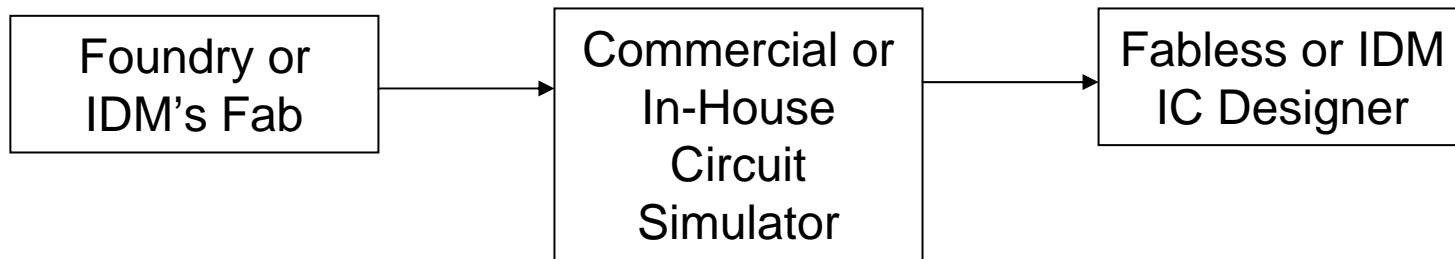 Foundry or
IDM’s Fab
Commercial or
In-House
Circuit
Simulator
Fabless or IDM
IC Designer